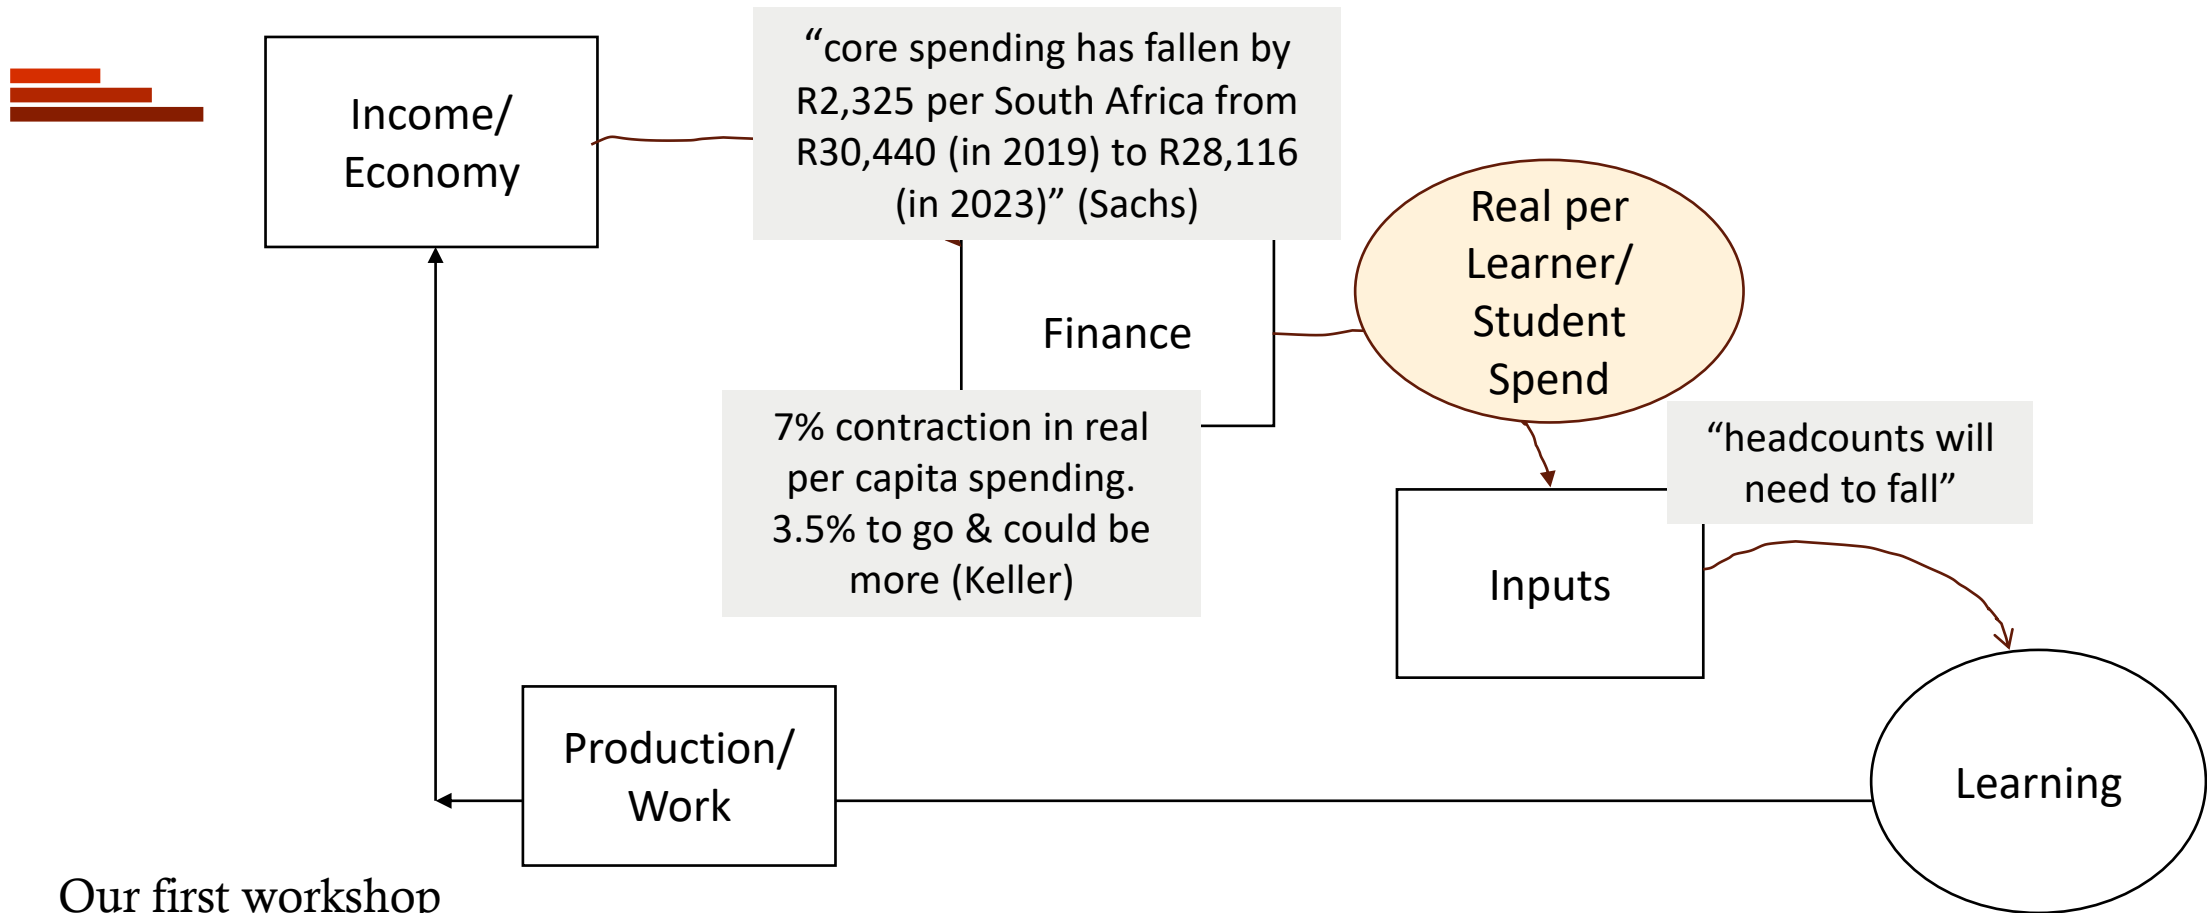 Income/
Economy
“core spending has fallen by
R2,325 per South Africa from
R30,440 (in 2019) to R28,116
(in 2023)” (Sachs)
Real per
Learner/
Student
Spend
Finance
7% contraction in real
per capita spending.
3.5% to go & could be
more (Keller)
“headcounts will
need to fall”
Inputs
Production/
Work
Learning
Our first workshop